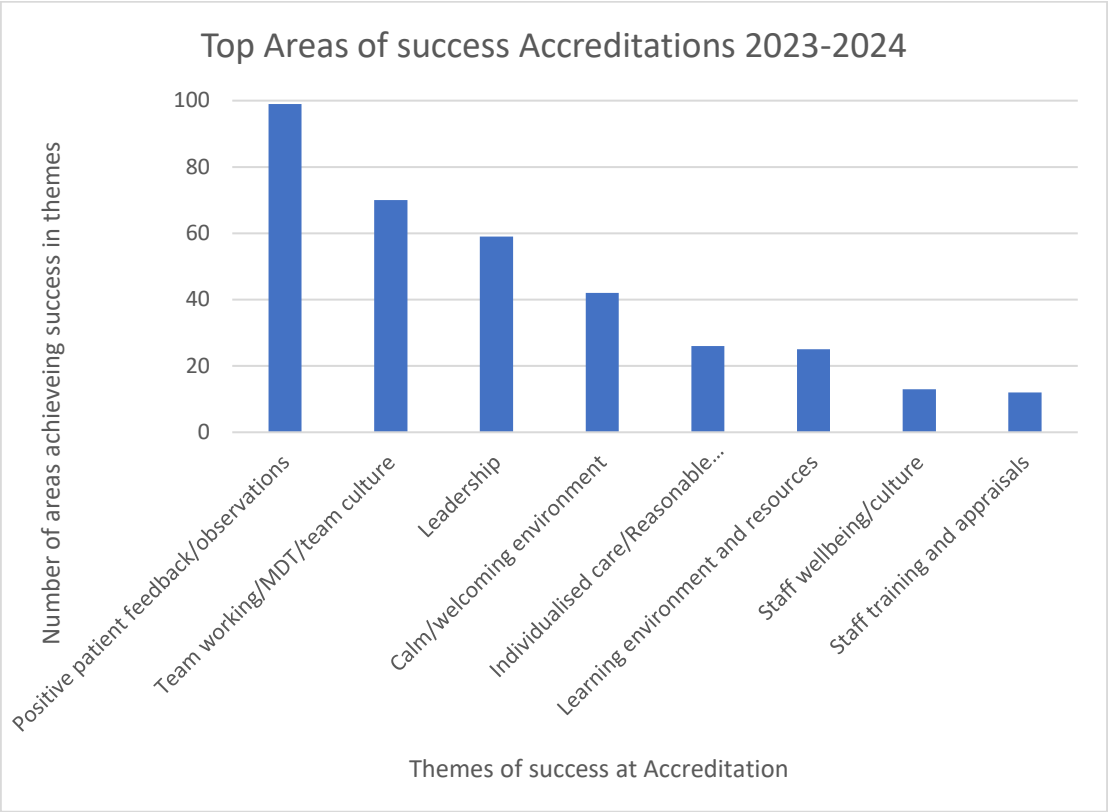 Top Areas of success Accreditations 2023-2024
Number of areas achieveing success in themes
100
80
60
40
20
0
Positive patient feedback/observations
Team working/MDT/team culture
Leadership
Calm/welcoming environment
Individualised care/Reasonable...
Learning environment and resources
Staff wellbeing/culture
Staff training and appraisals
Themes of success at Accreditation